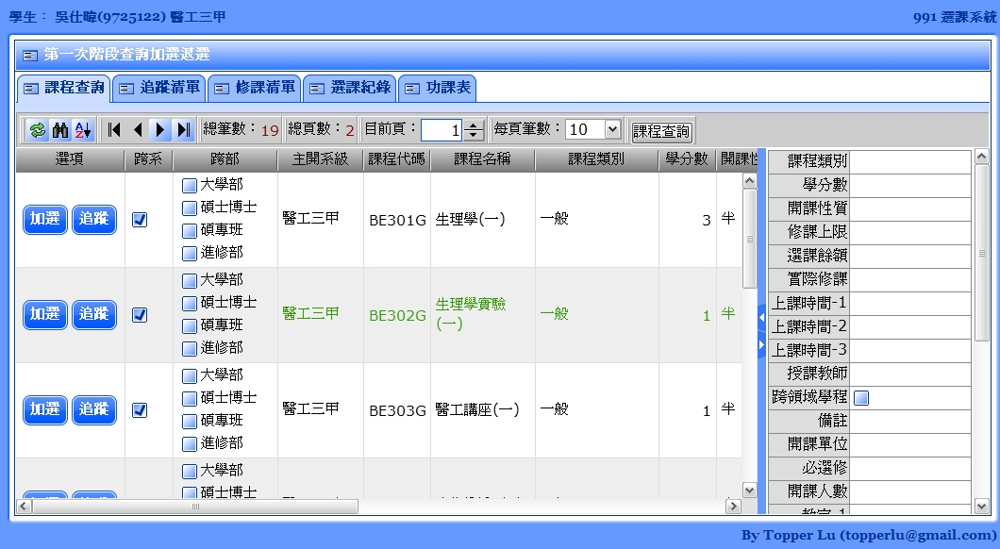 學生： 吳仕暐(9725122) 醫工三甲
991 選課系統
第一次階段查詢加選退選
課程查詢 追蹤清單 修課清單 選課紀錄 功課表
總筆數：19 總頁數：2 目前頁：1 每頁筆數：10 課程查詢
選項 跨系 跨部 主開系級 課程代碼 課程名稱 課程類別 學分數 開課性
加選 追蹤 大學部 碩士博士 碩專班 進修部 醫工三甲 BE301G 生理學(一) 一般 3 半
加選 追蹤 大學部 碩士博士 碩專班 進修部 醫工三甲 BE302G 生理學實驗(一) 一般 1 半
加選 追蹤 大學部 碩士博士 碩專班 進修部 醫工三甲 BE303G 醫工講座(一) 一般 1 半
大學部
碩士博士
課程類別
學分數
開課性質
修課上限
選課餘額
實際修課
上課時間-1
上課時間-2
上課時間-3
授課教師
跨領域學程
備註
開課單位
必選修
開課人數
By Topper Lu (topperlu@gmail.com)